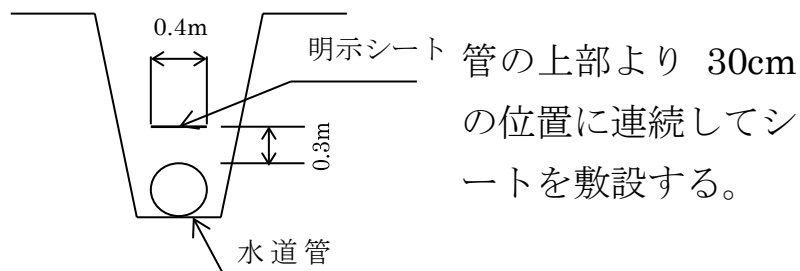 0.4m
明示シート
管の上部より 30cm
の位置に連続してシ
ートを敷設する。
0.3m
水道管